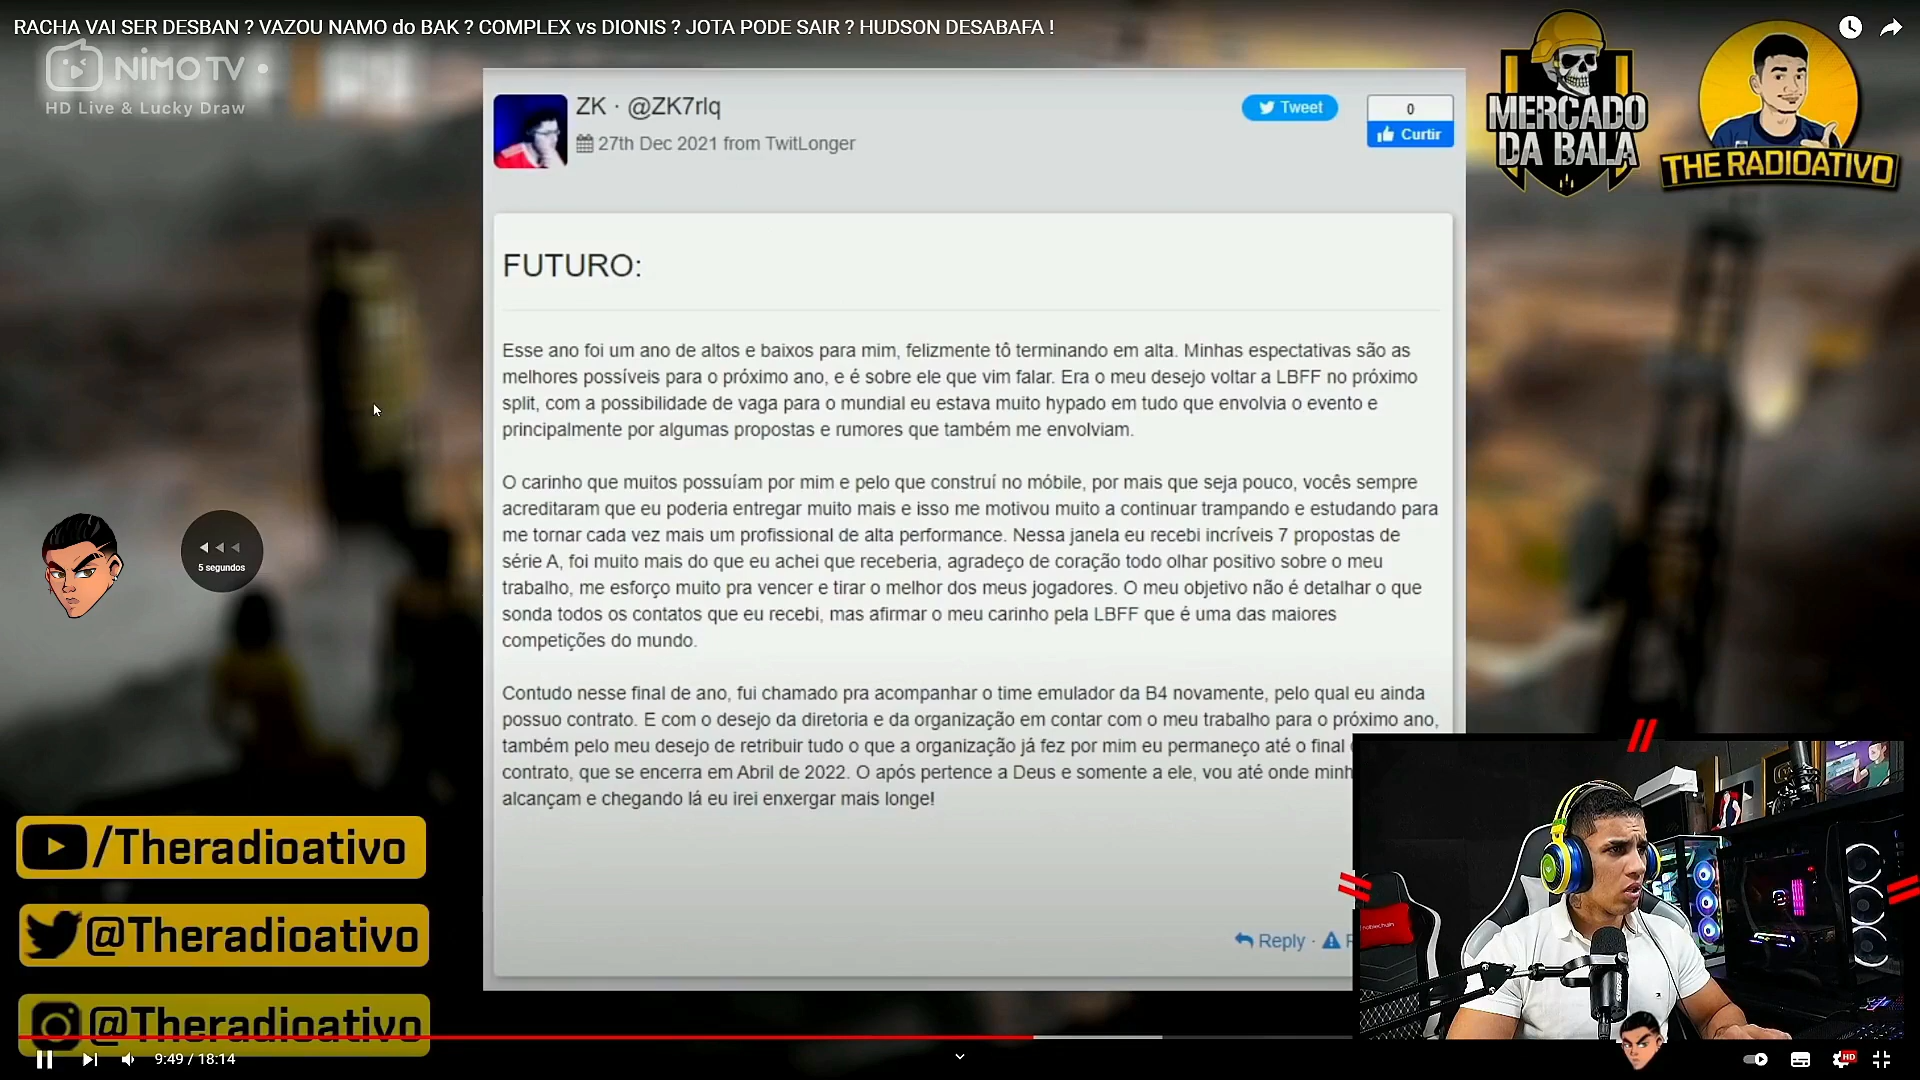 RACHA VAI SER DESBAN ? VAZOU NAMO do BAK ? COMPLEX vs DIONIS ? JOTA PODE SAIR ? HUDSON DESABAFA !
NIMO TV
HD Live & Lucky Draw
ZK · @ZK7rlq
27th Dec 2021 from TwitLonger
Tweet
0
Curtir
MERCADO
DA BALA
THE RADIOATIVO
FUTURO:
Esse ano foi um ano de altos e baixos para mim, felizmente tô terminando em alta. Minhas espectativas são as
melhores possíveis para o próximo ano, e é sobre ele que vim falar. Era o meu desejo voltar a LBFF no próximo
split, com a possibilidade de vaga para o mundial eu estava muito hypado em tudo que envolvia o evento e
principalmente por algumas propostas e rumores que também me envolviam.
O carinho que muitos possuíam por mim e pelo que construí no móbile, por mais que seja pouco, vocês sempre
acreditaram que eu poderia entregar muito mais e isso me motivou muito a continuar trampando e estudando para
me tornar cada vez mais um profissional de alta performance. Nessa janela eu recebi incríveis 7 propostas de
série A, foi muito mais do que eu achei que receberia, agradeço de coração todo olhar positivo sobre o meu
trabalho, me esforço muito pra vencer e tirar o melhor dos meus jogadores. O meu objetivo não é detalhar o que
sonda todos os contatos que eu recebi, mas afirmar o meu carinho pela LBFF que é uma das maiores
competições do mundo.
Contudo nesse final de ano, fui chamado pra acompanhar o time emulador da B4 novamente, pelo qual eu ainda
possuo contrato. E com o desejo da diretoria e da organização em contar com o meu trabalho para o próximo ano,
também pelo meu desejo de retribuir tudo o que a organização já fez por mim eu permaneço até o final
contrato, que se encerra em Abril de 2022. O após pertence a Deus e somente a ele, vou até onde minh
alcançam e chegando lá eu irei enxergar mais longe!
5 segundos
Reply ·
/Theradioativo
@Theradioativo
@Theradioativo
9:49 / 18:14
HD